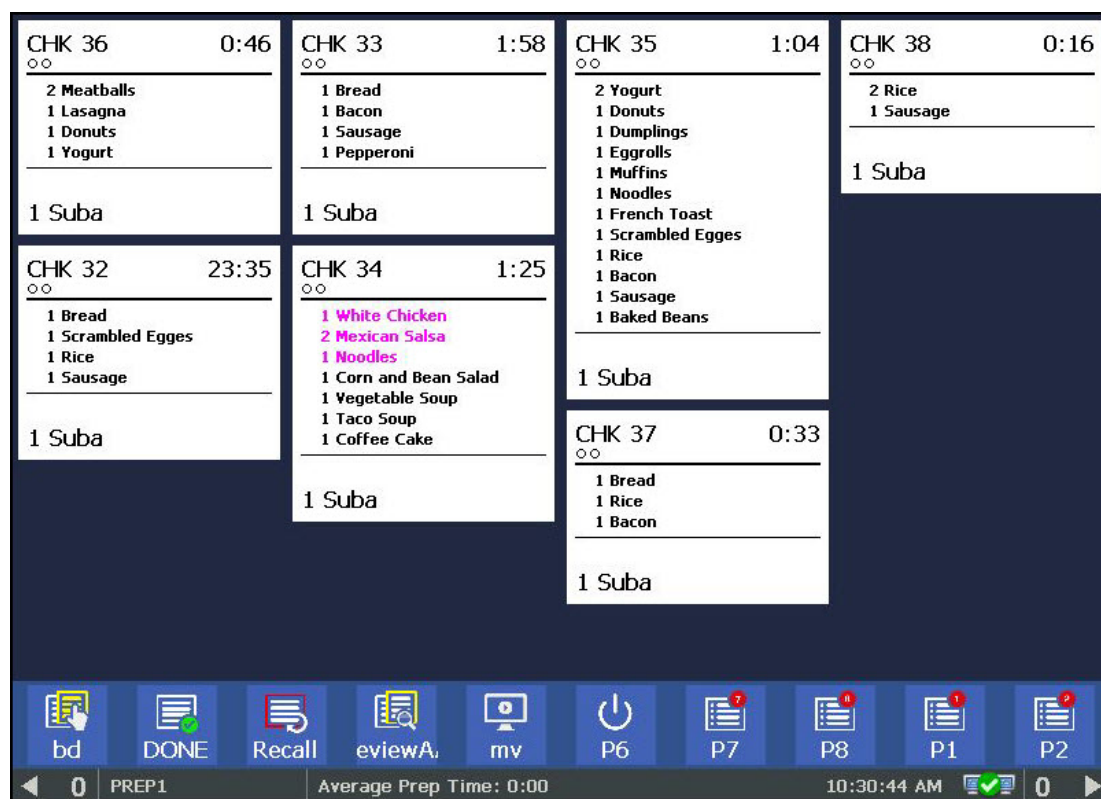 CHK 36 0:46
2 Meatballs
1 Lasagna
1 Donuts
1 Yogurt
1 Suba
CHK 32 23:35
1 Bread
1 Scrambled Egges
1 Rice
1 Sausage
1 Suba
CHK 33 1:58
1 Bread
1 Bacon
1 Sausage
1 Pepperoni
1 Suba
CHK 34 1:25
1 White Chicken
2 Mexican Salsa
1 Noodles
1 Corn and Bean Salad
1 Vegetable Soup
1 Taco Soup
1 Coffee Cake
1 Suba
CHK 35 1:04
2 Yogurt
1 Donuts
1 Dumplings
1 Eggrolls
1 Muffins
1 Noodles
1 French Toast
1 Scrambled Egges
1 Rice
1 Bacon
1 Sausage
1 Baked Beans
1 Suba
CHK 37 0:33
1 Bread
1 Rice
1 Bacon
1 Suba
CHK 38 0:16
2 Rice
1 Sausage
1 Suba
7 8 1 2
bd DONE Recall eviewA mv P6 P7 P8 P1 P2
0 PREP1 Average Prep Time: 0:00 10:30:44 AM 0